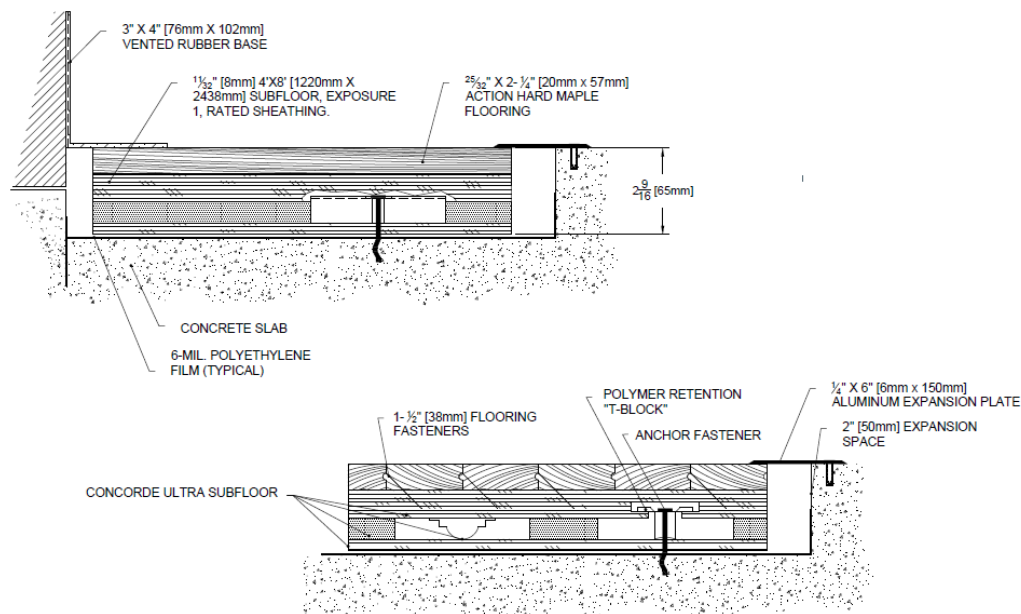 3" X 4" [76mm X 102mm]
VENTED RUBBER BASE
11/32" [8mm] 4'X8' [1220mm X
2438mm] SUBFLOOR, EXPOSURE
1, RATED SHEATHING.
25/32" X 2- 1/4" [20mm x 57mm]
ACTION HARD MAPLE
FLOORING
2 9/16 [65mm]
CONCRETE SLAB
6-MIL. POLYETHYLENE
FILM (TYPICAL)
1- 1/2" [38mm] FLOORING
FASTENERS
POLYMER RETENTION
"T-BLOCK"
ANCHOR FASTENER
1/4" X 6" [6mm x 150mm]
ALUMINUM EXPANSION PLATE
2" [50mm] EXPANSION
SPACE
CONCORDE ULTRA SUBFLOOR